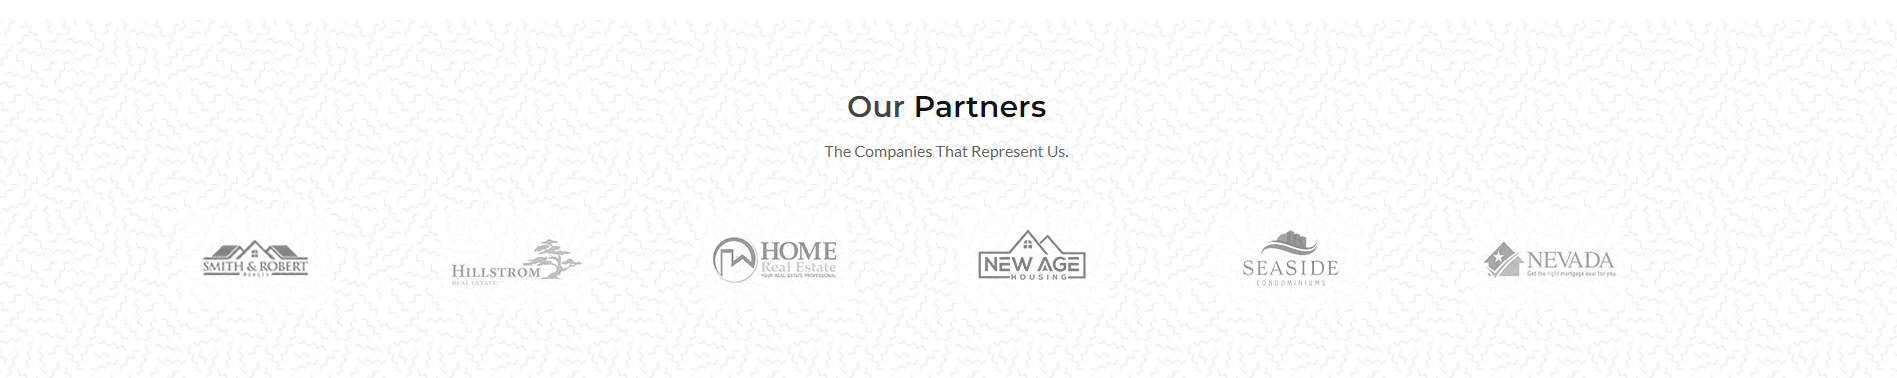 Our Partners
The Companies That Represent Us.
SMITH & ROBERT
REALTY
HILLSTROM
REAL ESTATE
HOME
Real Estate
YOUR REAL ESTATE PROFESSIONAL
NEW AGE
HOUSING
SEASIDE
CONDOMINIUMS
NEVADA
Get the right mortgage deal for you